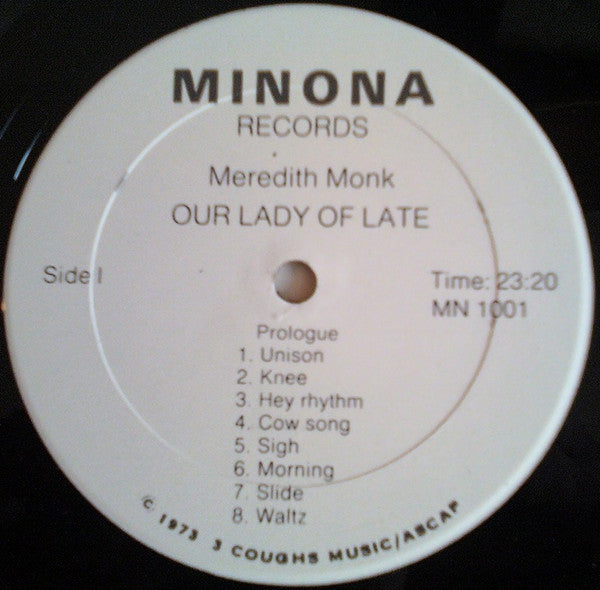 MINONA
RECORDS
Meredith Monk
OUR LADY OF LATE
Side I
Time: 23:20
MN 1001
Prologue
1. Unison
2. Knee
3. Hey rhythm
4. Cow song
5. Sigh
6. Morning
7. Slide
8. Waltz
© 1973 3 COUGHS MUSIC/ASCAP